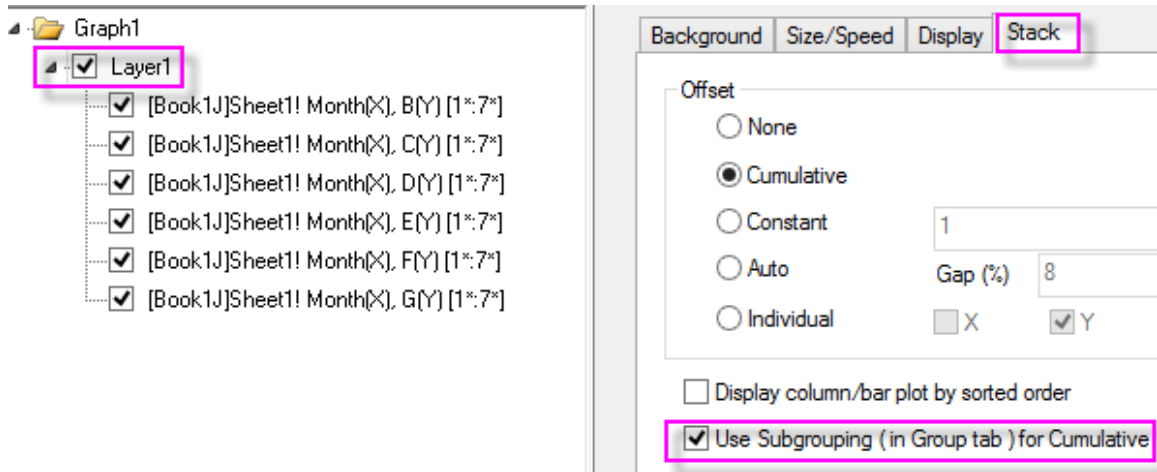 Graph1
Layer1
[Book1J]Sheet1! Month(X), B(Y) [1*:7*]
[Book1J]Sheet1! Month(X), C(Y) [1*:7*]
[Book1J]Sheet1! Month(X), D(Y) [1*:7*]
[Book1J]Sheet1! Month(X), E(Y) [1*:7*]
[Book1J]Sheet1! Month(X), F(Y) [1*:7*]
[Book1J]Sheet1! Month(X), G(Y) [1*:7*]
Background Size/Speed Display Stack
Offset
None
Cumulative
Constant 1
Auto Gap (%) 8
Individual X Y
Display column/bar plot by sorted order
Use Subgrouping ( in Group tab ) for Cumulative